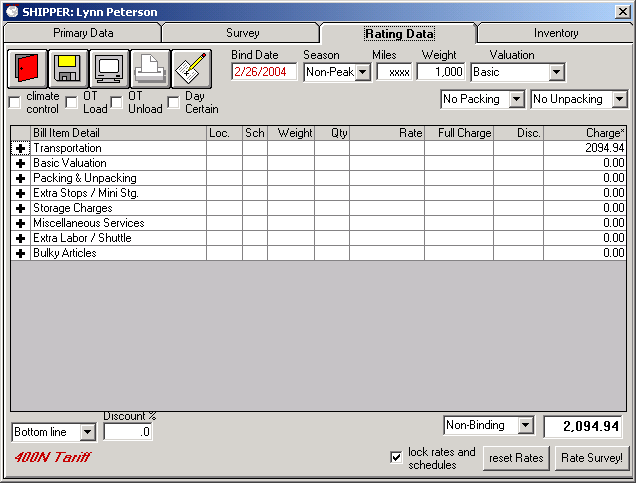 SHIPPER: Lynn Peterson
Primary Data Survey Rating Data Inventory
Bind Date Season Miles Weight Valuation
2/26/2004 Non-Peak xxxx 1,000 Basic
climate control OT Load OT Unload Day Certain
No Packing No Unpacking
Bill Item Detail Loc. Sch Weight Qty Rate Full Charge Disc. Charge*
Transportation 2094.94
Basic Valuation 0.00
Packing & Unpacking 0.00
Extra Stops / Mini Stg. 0.00
Storage Charges 0.00
Miscellaneous Services 0.00
Extra Labor / Shuttle 0.00
Bulky Articles 0.00
Discount %
Bottom line .0 Non-Binding 2,094.94
400N Tariff lock rates and schedules reset Rates Rate Survey!